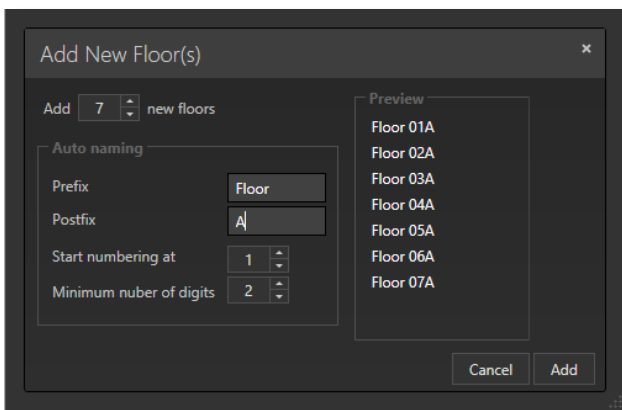 Add New Floor(s)
×
Add 7 new floors
Auto naming
Prefix Floor
Postfix A
Start numbering at 1
Minimum nuber of digits 2
Preview
Floor 01A
Floor 02A
Floor 03A
Floor 04A
Floor 05A
Floor 06A
Floor 07A
Cancel Add